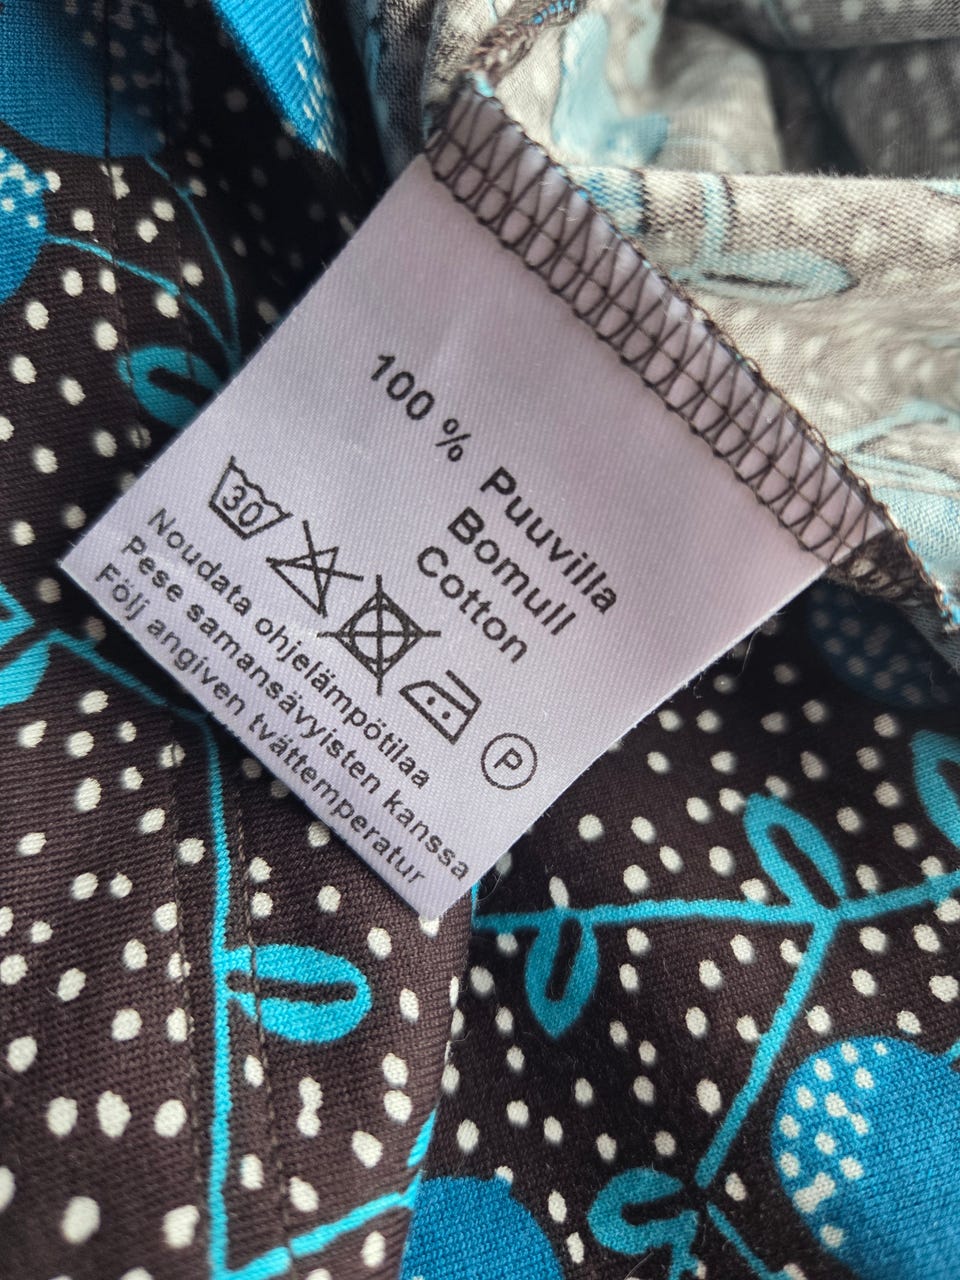 100 % Puuvilla
Bomull
Cotton
30
P
Noudata ohjelämpötilaa
Pese samansävyisten kanssa
Följ angiven tvättemperatur